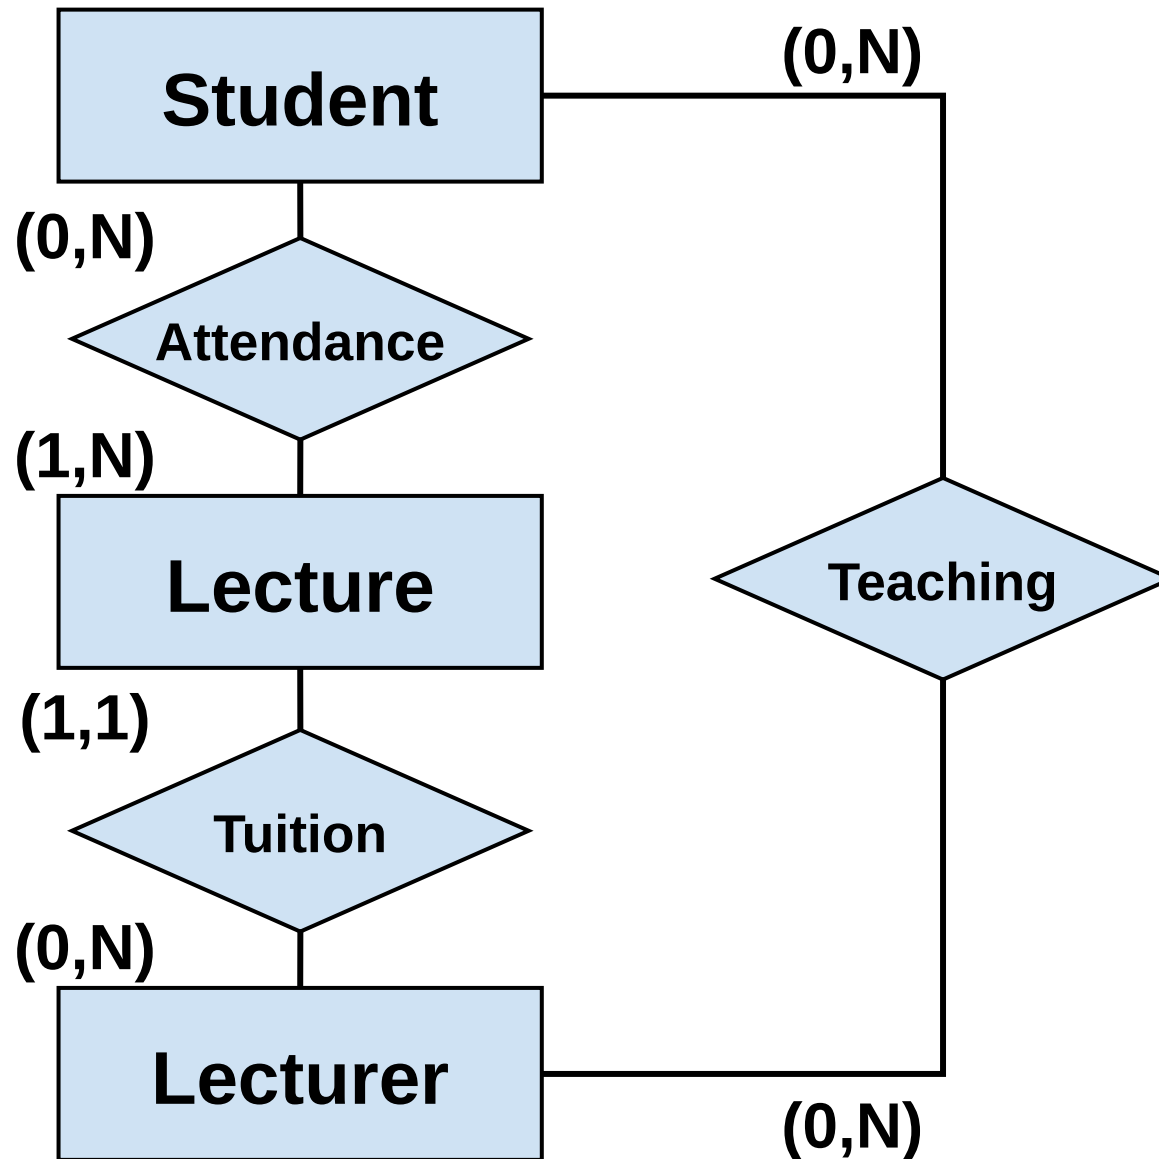 (0,N)
Student
(0,N)
Attendance
(1,N)
Lecture
Teaching
(1,1)
Tuition
(0,N)
Lecturer
(0,N)